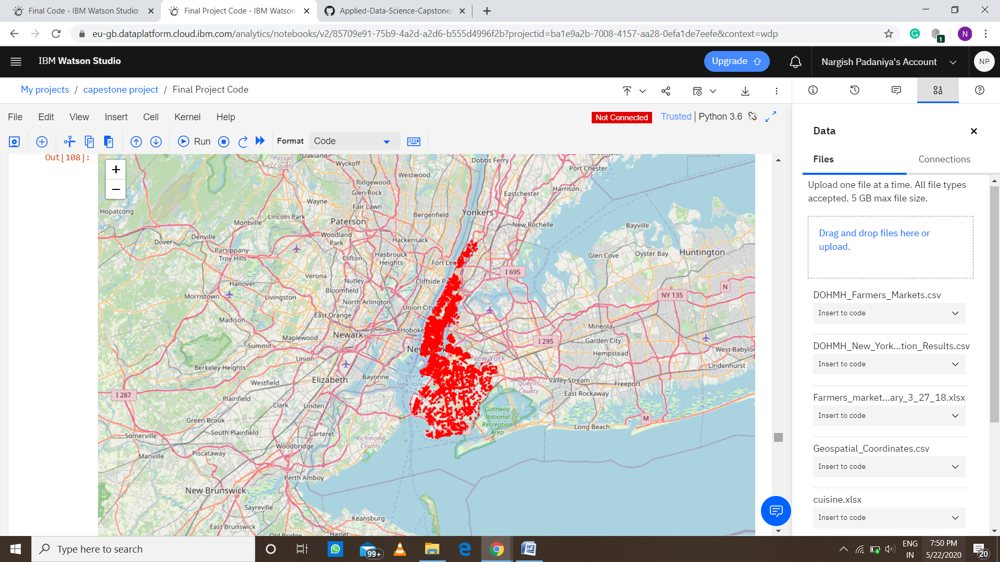 Final Code - IBM Watson Studio
Final Project Code - IBM Watson
Applied-Data-Science-Capstone/
eu-gb.dataplatform.cloud.ibm.com/analytics/notebooks/v2/85709e91-75b9-4a2d-a2d6-b555d4996f2b?projectid=ba1e9a2b-7008-4157-aa28-0efa1de7eefe&context=wdp
1
N
IBM Watson Studio
Upgrade
Nargish Padaniya's Account
NP
My projects / capestone project / Final Project Code
File Edit View Insert Cell Kernel Help
Not Connected
Trusted
Python 3.6
Run
Format
Code
Out[108]:
+
−
Passaic County
Oakland
Wyckoff
Dobbs Ferry
Port Chester
Westwood
Ridgewood
Glen Rock
Harrison
Eastchester
Wayne
Fair Lawn
Hopatcong
Lincoln Park
Bergenfield
Yonkers
Montville
Paterson
New Rochelle
Bayville
Denville
Dover
Woodland Park
Hackensack
Parsippany-Troy Hills
Clifton
Hasbrouck Heights
Fort Lee
Glen Cove
Oyster Bay
Huntington
I 695
Verona
Nutley
Cliffside Pa
Hanover
Bloomfield
N
NY 135
Morristown
Livingston
North Arlington
Union City
Madison
East Orange
Hoboke
Mineola
Newark
Maplewood
Summit
I 295
Garden City
Hempstead
West Babylon
Union
New York
Berkeley Heights
Elizabeth
Bayonne
Upper New York Bay
Lindenhurst
Westfield
Queens County
Valley Stream
Freeport
East Rockaway
I 287
Plainfield
Clark
Linden
Gateway National Recreation Area
M
Long Beach
Green Brook
South Plainfield
Carteret
Somerville
Richmond County
Woodbridge
Piscataway
Manville
Perth Amboy
New Brunswick
Sayreville
Keansburg
East Brunswick
Old Bridge
Hazlet
Data
Files
Connections
Upload one file at a time. All file types
accepted. 5 GB max file size.
Drag and drop files here or
upload.
DOHMH_Farmers_Markets.csv
Insert to code
DOHMH_New_York...tion_Results.csv
Insert to code
Farmers_market...ary_3_27_18.xlsx
Insert to code
Geospatial_Coordinates.csv
Insert to code
cuisine.xlsx
Insert to code
Type here to search
99+
ENG
IN
7:50 PM
5/22/2020
20